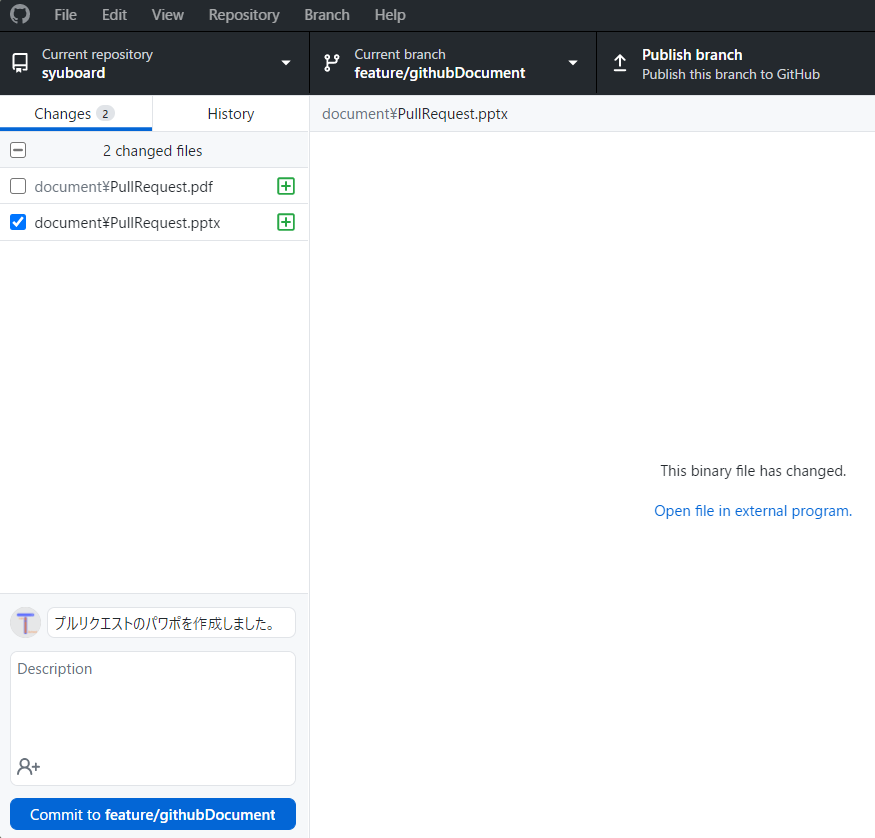 File Edit View Repository Branch Help
Current repository
syuboard
Current branch
feature/githubDocument
Publish branch
Publish this branch to GitHub
Changes 2
History
document¥PullRequest.pptx
2 changed files
document¥PullRequest.pdf
document¥PullRequest.pptx
This binary file has changed.
Open file in external program.
T
プルリクエストのパワポを作成しました。
Description
Commit to feature/githubDocument